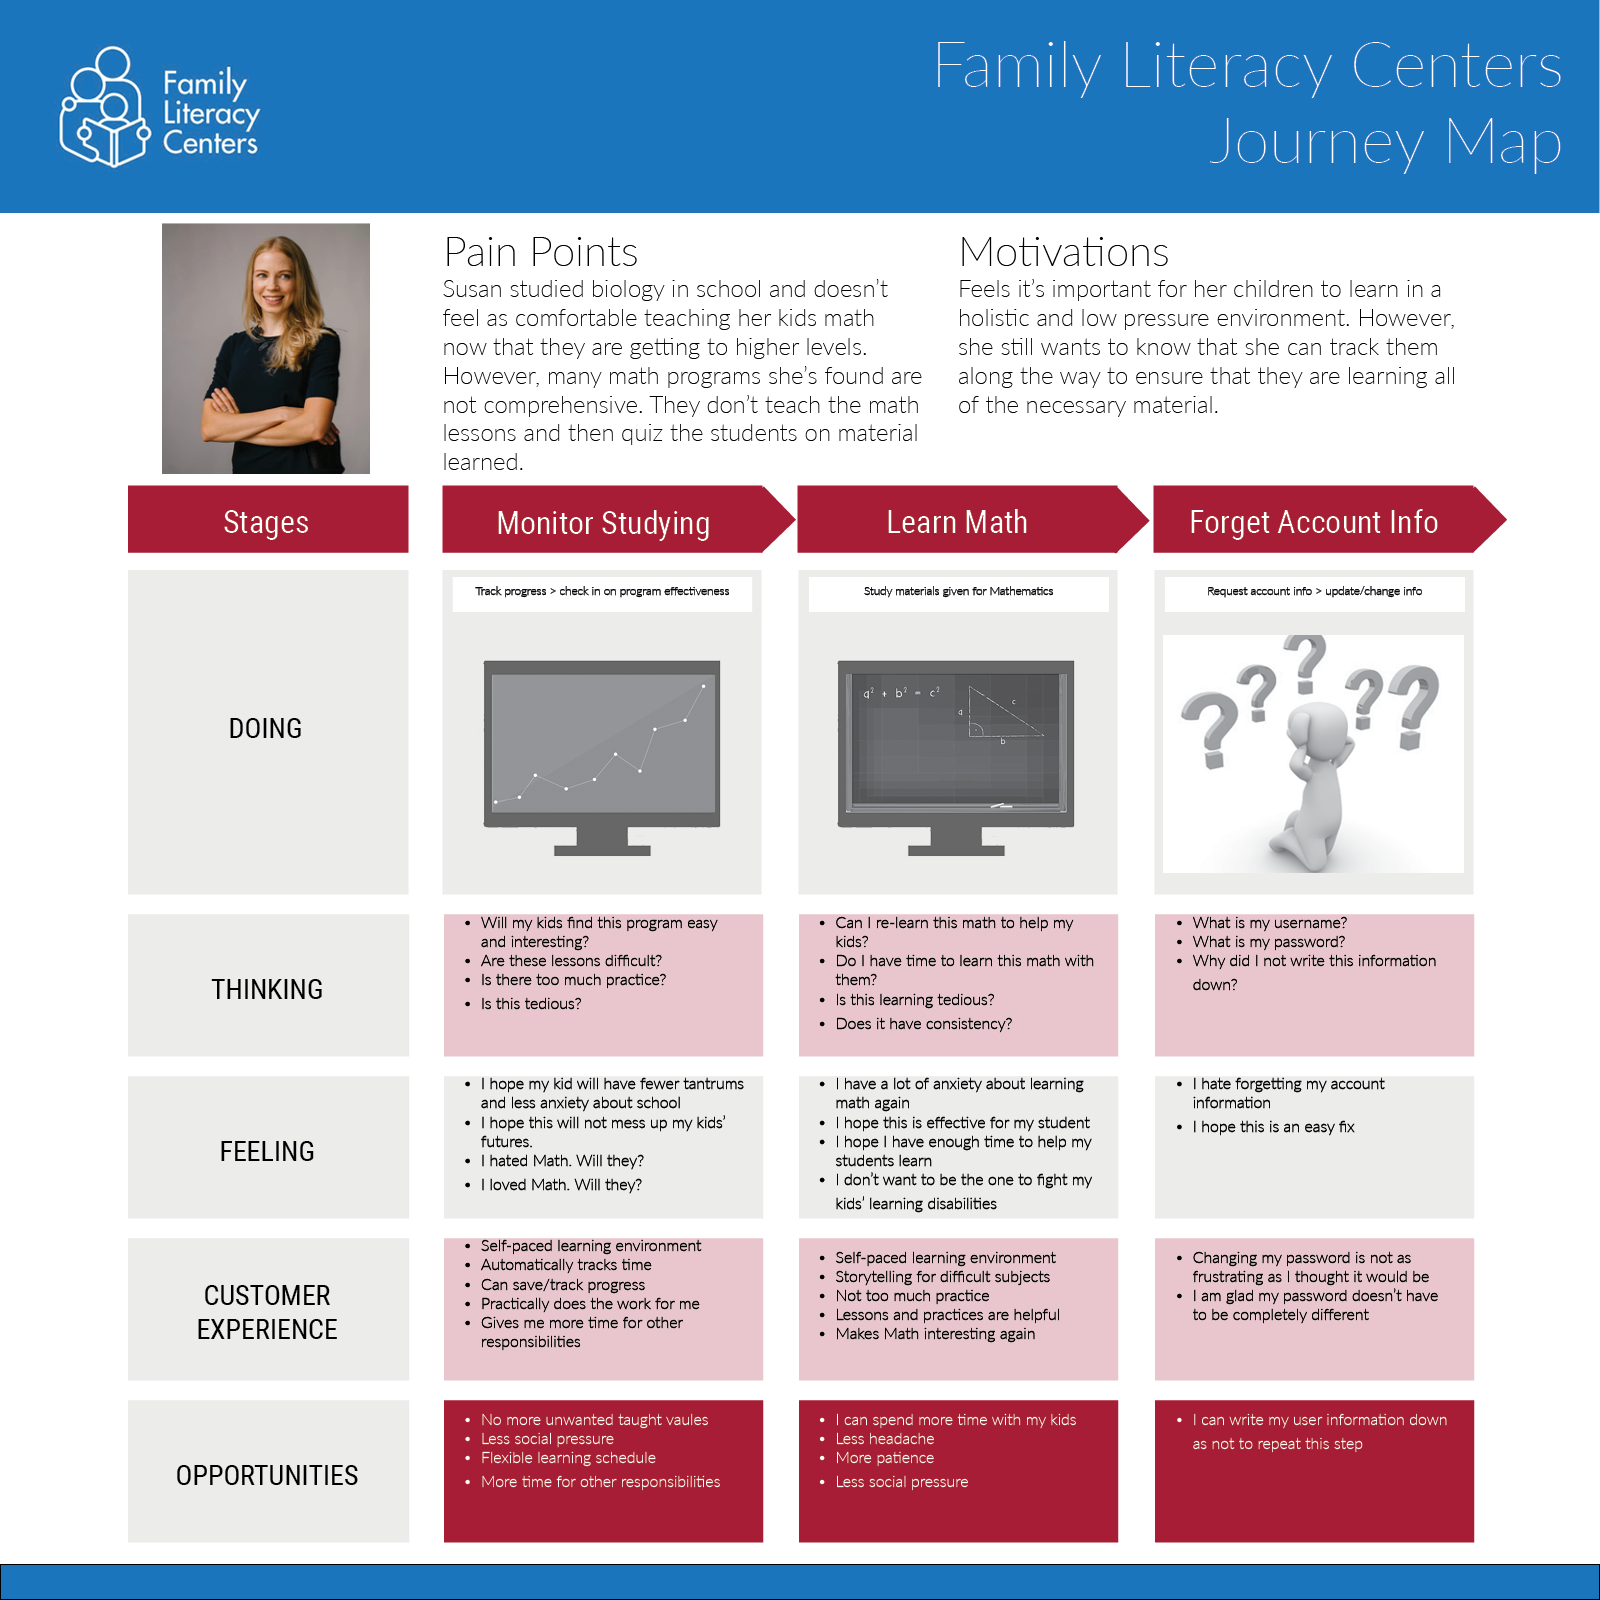 Family
Literacy
Centers
Family Literacy Centers
Journey Map
Pain Points
Susan studied biology in school and doesn’t
feel as comfortable teaching her kids math
now that they are getting to higher levels.
However, many math programs she’s found are
not comprehensive. They don’t teach the math
lessons and then quiz the students on material
learned.
Motivations
Feels it’s important for her children to learn in a
holistic and low pressure environment. However,
she still wants to know that she can track them
along the way to ensure that they are learning all
of the necessary material.
Stages
Monitor Studying
Learn Math
Forget Account Info
DOING
Track progress > check in on program effectiveness
Study materials given for Mathematics
a² + b² = c²
a
c
b
Request account info > update/change info
? ? ? ? ?
THINKING
• Will my kids find this program easy
and interesting?
• Are these lessons difficult?
• Is there too much practice?
• Is this tedious?
• Can I re-learn this math to help my
kids?
• Do I have time to learn this math with
them?
• Is this learning tedious?
• Does it have consistency?
• What is my username?
• What is my password?
• Why did I not write this information
down?
FEELING
• I hope my kid will have fewer tantrums
and less anxiety about school
• I hope this will not mess up my kids’
futures.
• I hated Math. Will they?
• I loved Math. Will they?
• I have a lot of anxiety about learning
math again
• I hope this is effective for my student
• I hope I have enough time to help my
students learn
• I don’t want to be the one to fight my
kids’ learning disabilities
• I hate forgetting my account
information
• I hope this is an easy fix
CUSTOMER
EXPERIENCE
• Self-paced learning environment
• Automatically tracks time
• Can save/track progress
• Practically does the work for me
• Gives me more time for other
responsibilities
• Self-paced learning environment
• Storytelling for difficult subjects
• Not too much practice
• Lessons and practices are helpful
• Makes Math interesting again
• Changing my password is not as
frustrating as I thought it would be
• I am glad my password doesn’t have
to be completely different
OPPORTUNITIES
• No more unwanted taught vaules
• Less social pressure
• Flexible learning schedule
• More time for other responsibilities
• I can spend more time with my kids
• Less headache
• More patience
• Less social pressure
• I can write my user information down
as not to repeat this step